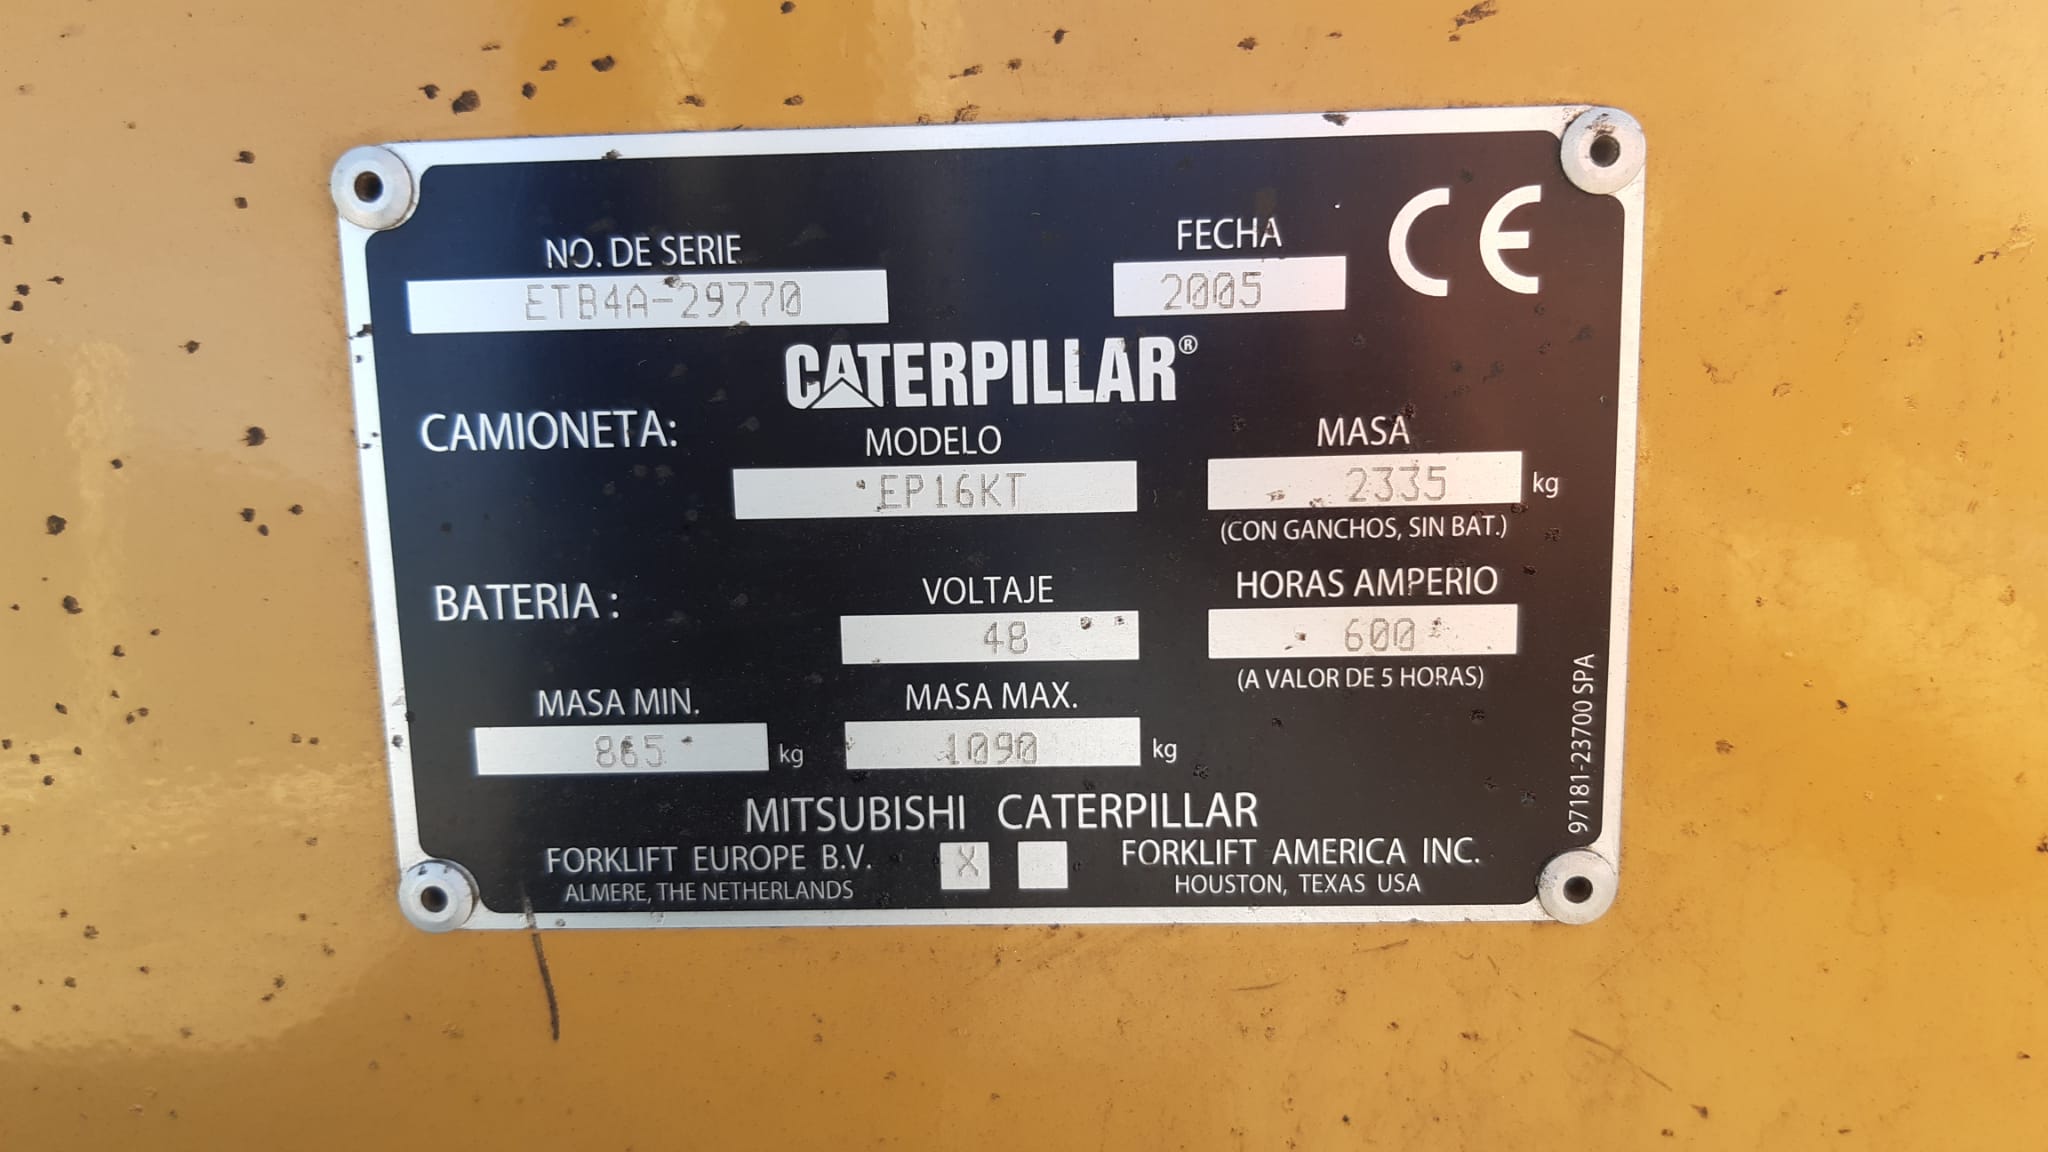 NO. DE SERIE
ETB4A-29770
FECHA
2005
CE
CATERPILLAR®
CAMIONETA:
MODELO
EP16KT
MASA
2335 kg
(CON GANCHOS, SIN BAT.)
BATERIA :
VOLTAJE
48
HORAS AMPERIO
600
(A VALOR DE 5 HORAS)
MASA MIN.
865 kg
MASA MAX.
1090 kg
MITSUBISHI CATERPILLAR
FORKLIFT EUROPE B.V.
ALMERE, THE NETHERLANDS
X
FORKLIFT AMERICA INC.
HOUSTON, TEXAS USA
97181-23700 SPA